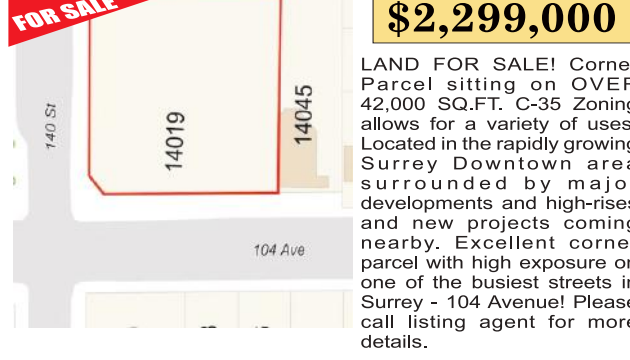 FOR SALE
$2,299,000
140 St
14019
14045
104 Ave
LAND FOR SALE! Corne
Parcel sitting on OVER
42,000 SQ.FT. C-35 Zoning
allows for a variety of uses
Located in the rapidly growing
Surrey Downtown area
surrounded by majo
developments and high-rises
and new projects coming
nearby. Excellent corne
parcel with high exposure on
one of the busiest streets in
Surrey - 104 Avenue! Please
call listing agent for more
details.